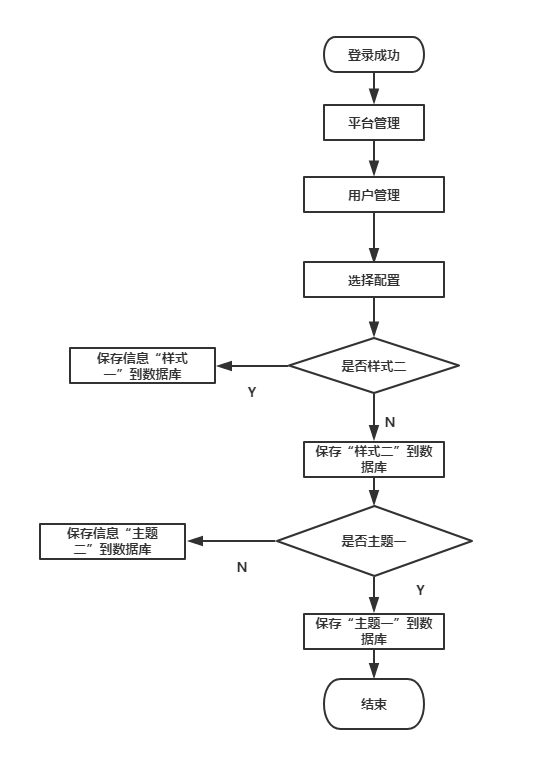 登录成功
平台管理
用户管理
选择配置
是否样式二
保存信息“样式
一”到数据库
Y
N
保存“样式二”到数
据库
是否主题一
保存信息“主题
二”到数据库
N
Y
保存“主题一”到数
据库
结束